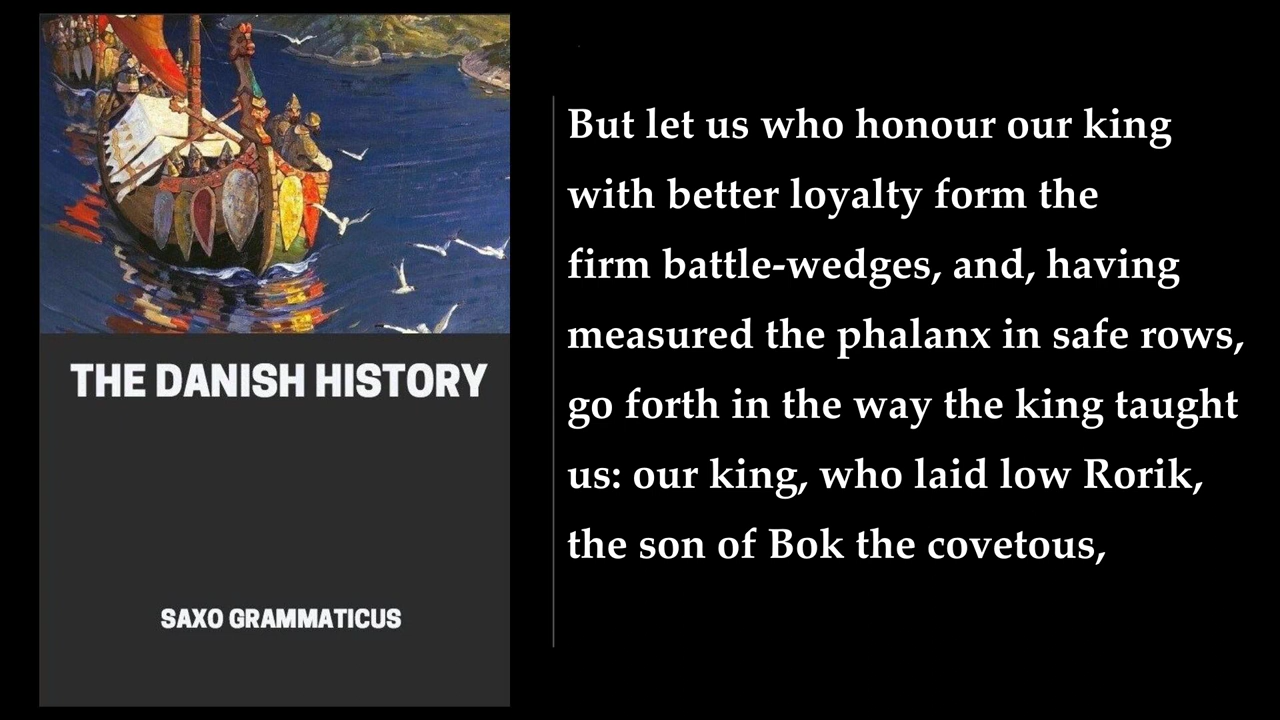 THE DANISH HISTORY
SAXO GRAMMATICUS
But let us who honour our king
with better loyalty form the
firm battle-wedges, and, having
measured the phalanx in safe rows,
go forth in the way the king taught
us: our king, who laid low Rorik,
the son of Bok the covetous,